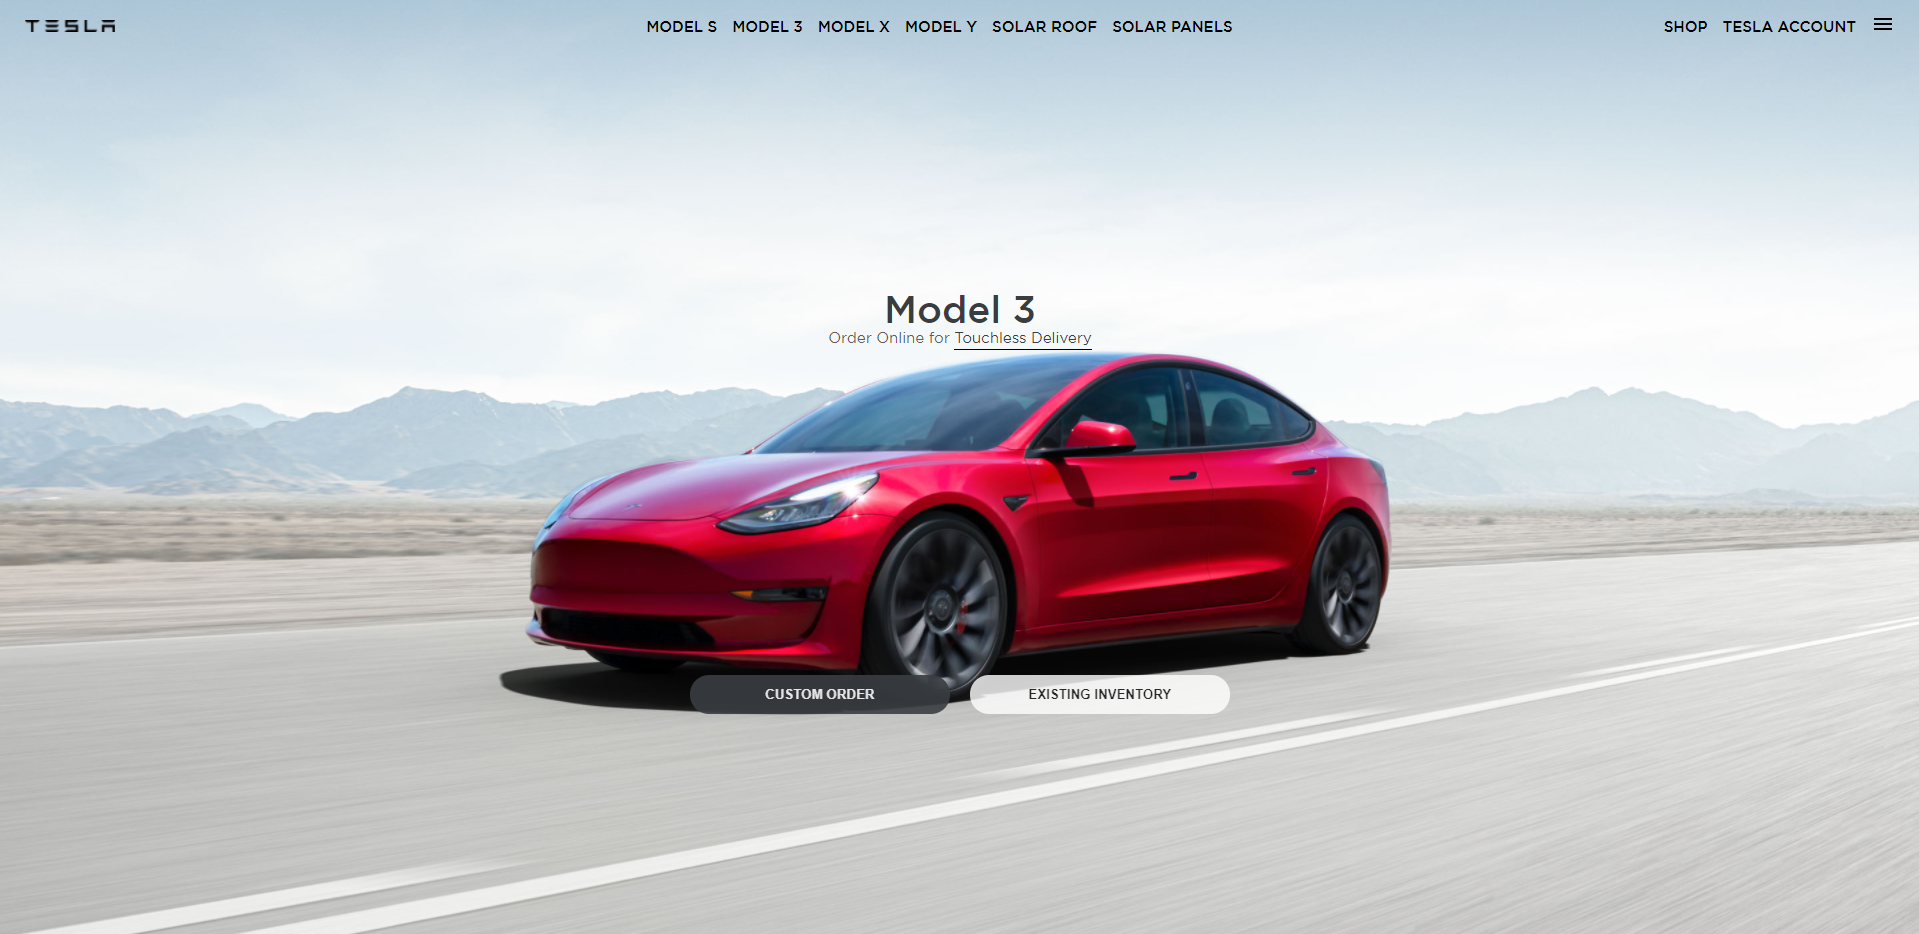 TESLA
MODEL S MODEL 3 MODEL X MODEL Y SOLAR ROOF SOLAR PANELS
SHOP TESLA ACCOUNT
Model 3
Order Online for Touchless Delivery
CUSTOM ORDER
EXISTING INVENTORY